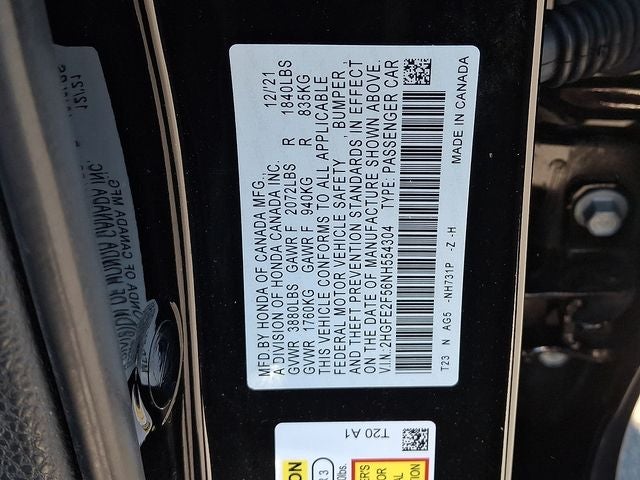 MFD.BY HONDA OF CANADA MFG.,
A DIVISION OF HONDA CANADA INC. 12/'21
GVWR 3880LBS GAWR F 2072LBS R 1840LBS
GVWR 1760KG GAWR F 940KG R 835KG
THIS VEHICLE CONFORMS TO ALL APPLICABLE
FEDERAL MOTOR VEHICLE SAFETY , BUMPER ,
AND THEFT PREVENTION STANDARDS IN EFFECT
ON THE DATE OF MANUFACTURE SHOWN ABOVE.
V.I.N.: 2HGFE2F56NH554304 TYPE: PASSENGER CAR
T23 N AG5 -NH731P -Z -H
MADE IN CANADA
T20 A1